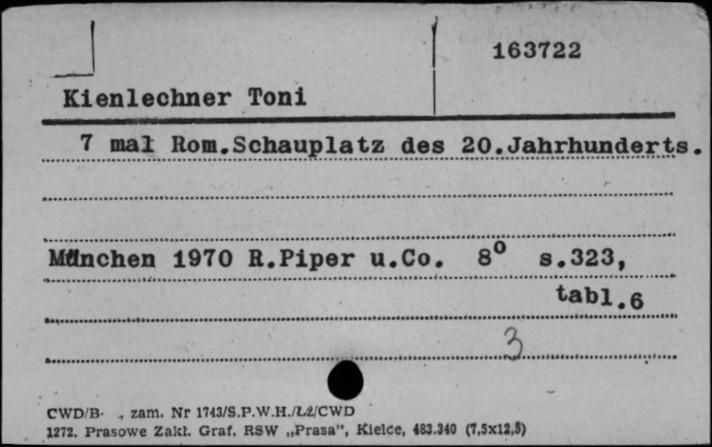 163722
Kienlechner Toni
7 mal Rom.Schauplatz des 20.Jahrhunderts.
München 1970 R.Piper u.Co. 8⁰ s.323,
tabl.6
3
CWD/B- ., zam. Nr 1743/S.P.W.H./Łż/CWD
1272. Prasowe Zakł. Graf. RSW „Prasa”, Kielce, 483.340 (7,5x12,5)